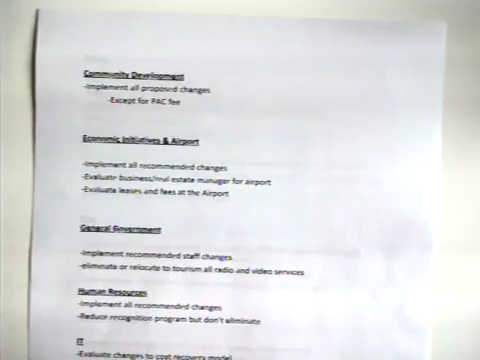 Community Development
-Implement all proposed changes
-Except for PAC fee
Economic Initiatives & Airport
-Implement all recommended changes
-Evaluate business/real estate manager for airport
-Evaluate leases and fees at the Airport
General Government
-Implement recommended staff changes
-eliminate or relocate to tourism all radio and video services
Human Resources
-Implement all recommended changes
-Reduce recognition program but don't eliminate
IT
-Evaluate changes to cost recovery model